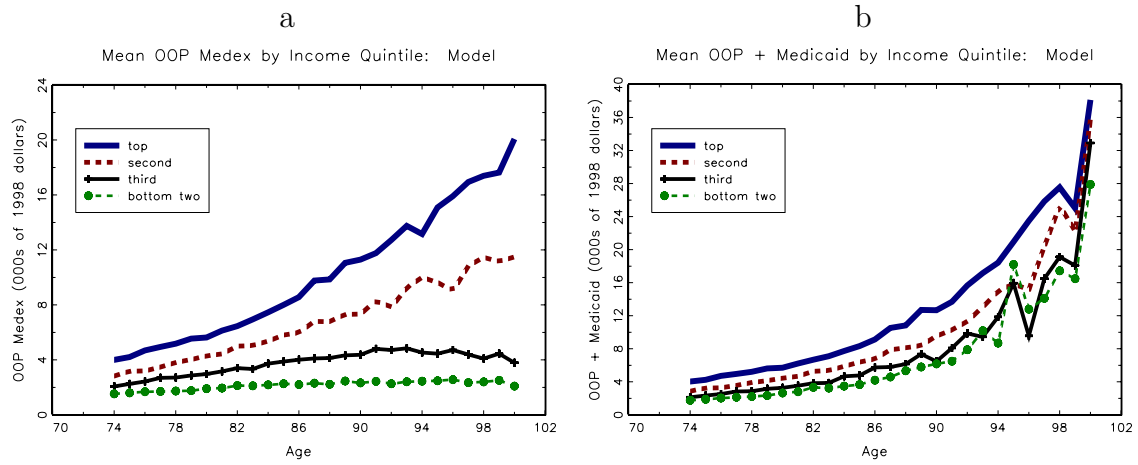 a
Mean OOP Medex by Income Quintile: Model
OOP Medex (000s of 1998 dollars)
24
20
16
12
8
4
0
top
second
third
bottom two
70 74 78 82 86 90 94 98 102
Age
b
Mean OOP + Medicaid by Income Quintile: Model
OOP + Medicaid (000s of 1998 dollars)
40
36
32
28
24
20
16
12
8
4
0
top
second
third
bottom two
70 74 78 82 86 90 94 98 102
Age